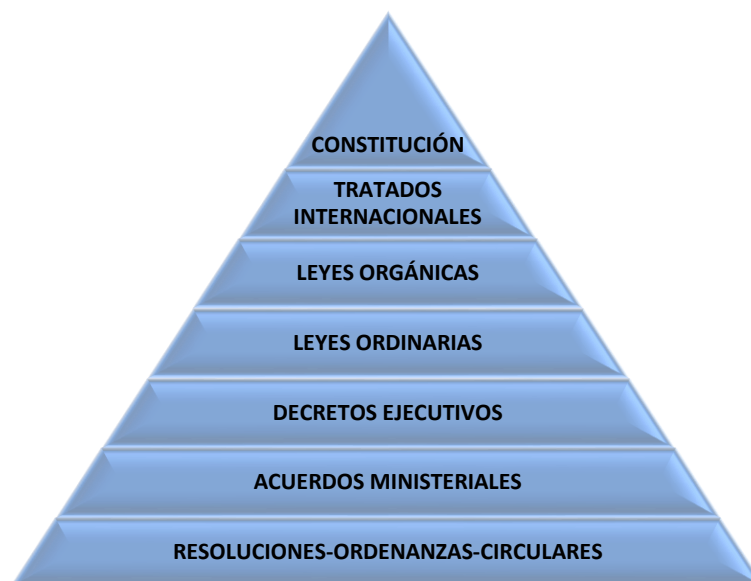 CONSTITUCIÓN
TRATADOS
INTERNACIONALES
LEYES ORGÁNICAS
LEYES ORDINARIAS
DECRETOS EJECUTIVOS
ACUERDOS MINISTERIALES
RESOLUCIONES-ORDENANZAS-CIRCULARES